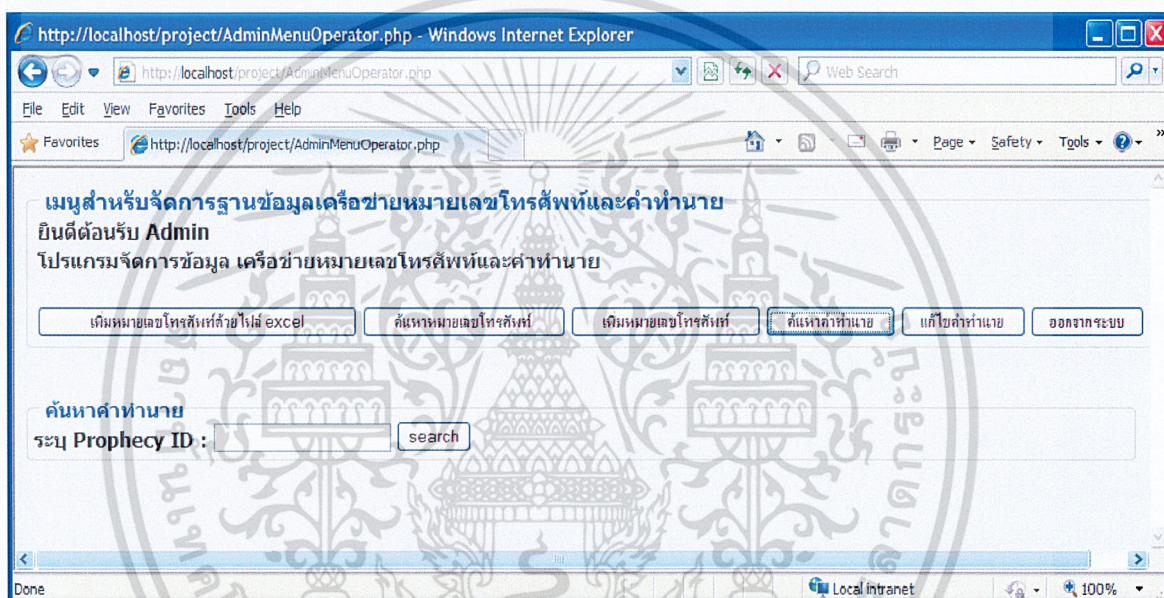 http://localhost/project/AdminMenuOperator.php - Windows Internet Explorer
http://localhost/project/AdminMenuOperator.php
Web Search
File Edit View Favorites Tools Help
Favorites http://localhost/project/AdminMenuOperator.php Page Safety Tools
เมนูสำหรับจัดการฐานข้อมูลเครือข่ายหมายเลขโทรศัพท์และคำทำนาย
ยินดีต้อนรับ Admin
โปรแกรมจัดการข้อมูล เครือข่ายหมายเลขโทรศัพท์และคำทำนาย
เพิ่มหมายเลขโทรศัพท์ด้วยไฟล์ excel ค้นหาหมายเลขโทรศัพท์ เพิ่มหมายเลขโทรศัพท์ ค้นหาคำทำนาย แก้ไขคำทำนาย ออกจากระบบ
ค้นหาคำทำนาย
ระบุ Prophecy ID : search
Done Local intranet 100%